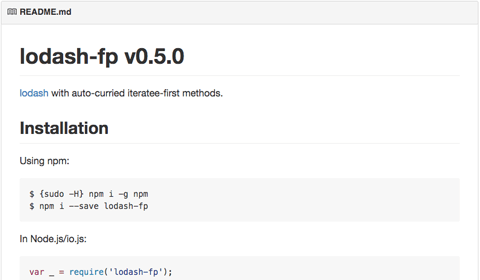 README.md
lodash-fp v0.5.0
lodash with auto-curried iteratee-first methods.
Installation
Using npm:
$ {sudo -H} npm i -g npm
$ npm i --save lodash-fp
In Node.js/io.js:
var _ = require('lodash-fp');